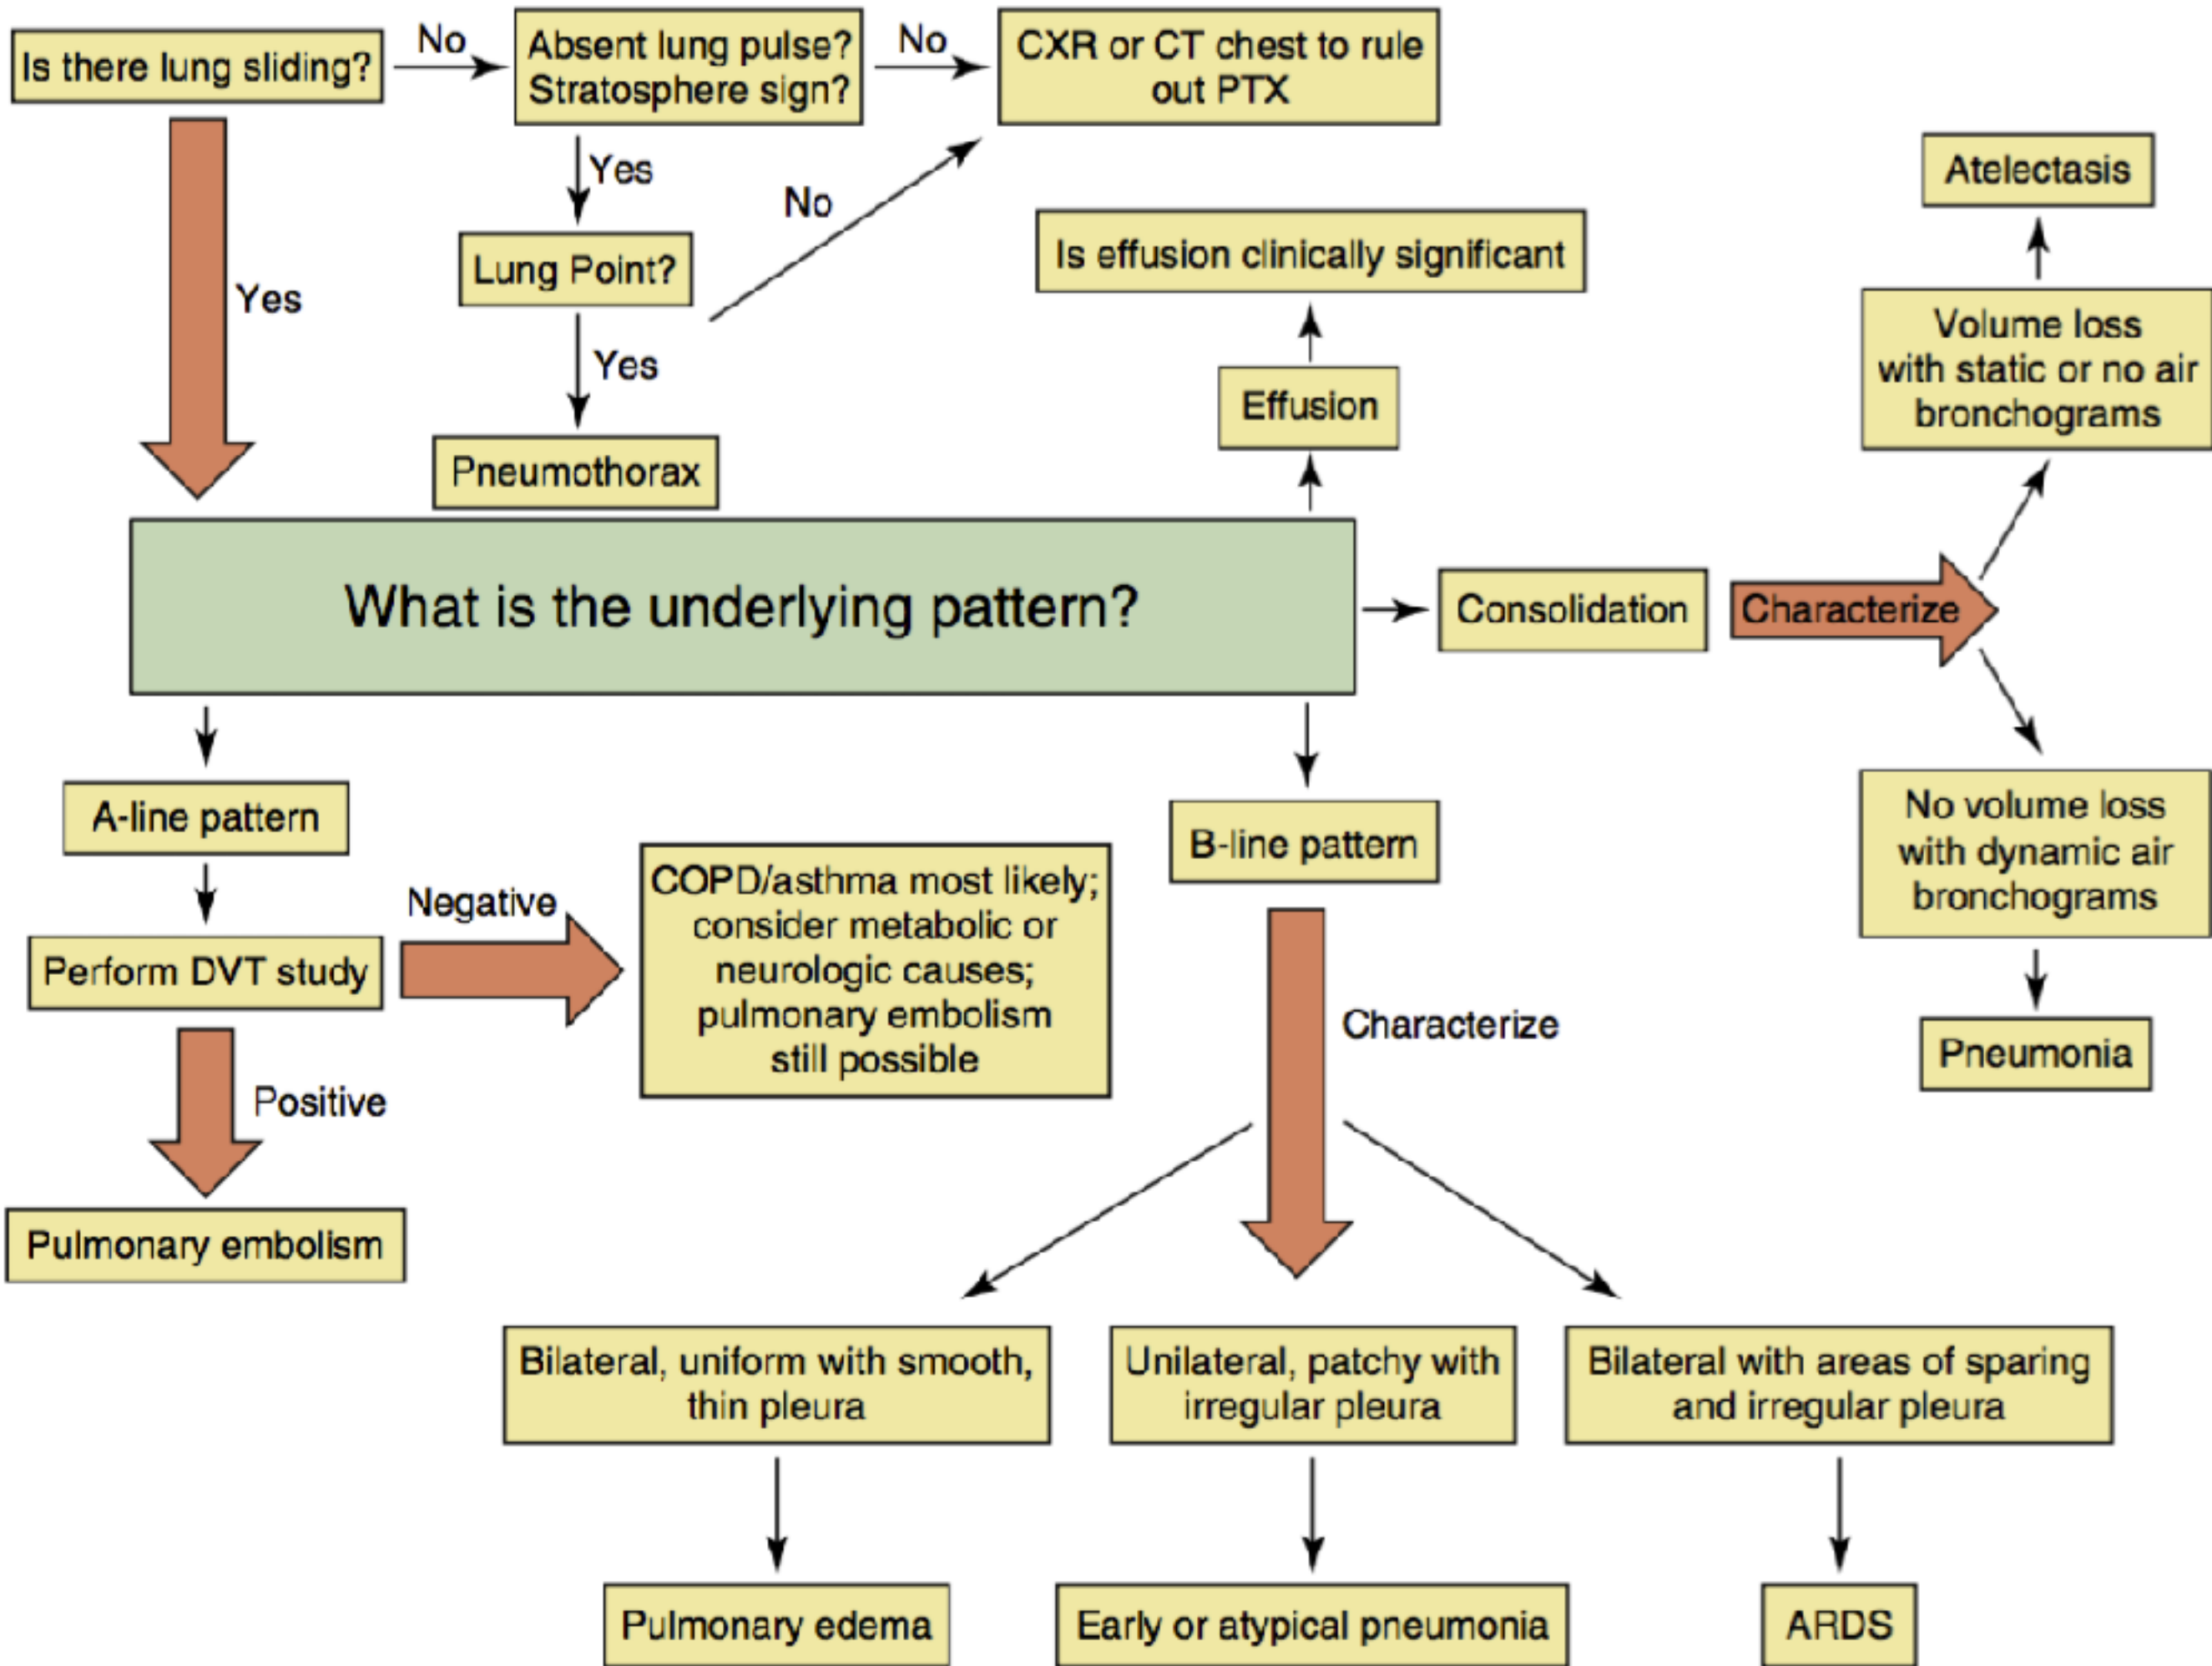 Is there lung sliding?
No
Absent lung pulse?
Stratosphere sign?
No
CXR or CT chest to rule
out PTX
Yes
Yes
Lung Point?
No
Yes
Pneumothorax
Is effusion clinically significant
Effusion
Atelectasis
Volume loss
with static or no air
bronchograms
What is the underlying pattern?
Consolidation
Characterize
No volume loss
with dynamic air
bronchograms
Pneumonia
A-line pattern
Perform DVT study
Negative
COPD/asthma most likely;
consider metabolic or
neurologic causes;
pulmonary embolism
still possible
Positive
Pulmonary embolism
B-line pattern
Characterize
Bilateral, uniform with smooth,
thin pleura
Unilateral, patchy with
irregular pleura
Bilateral with areas of sparing
and irregular pleura
Pulmonary edema
Early or atypical pneumonia
ARDS